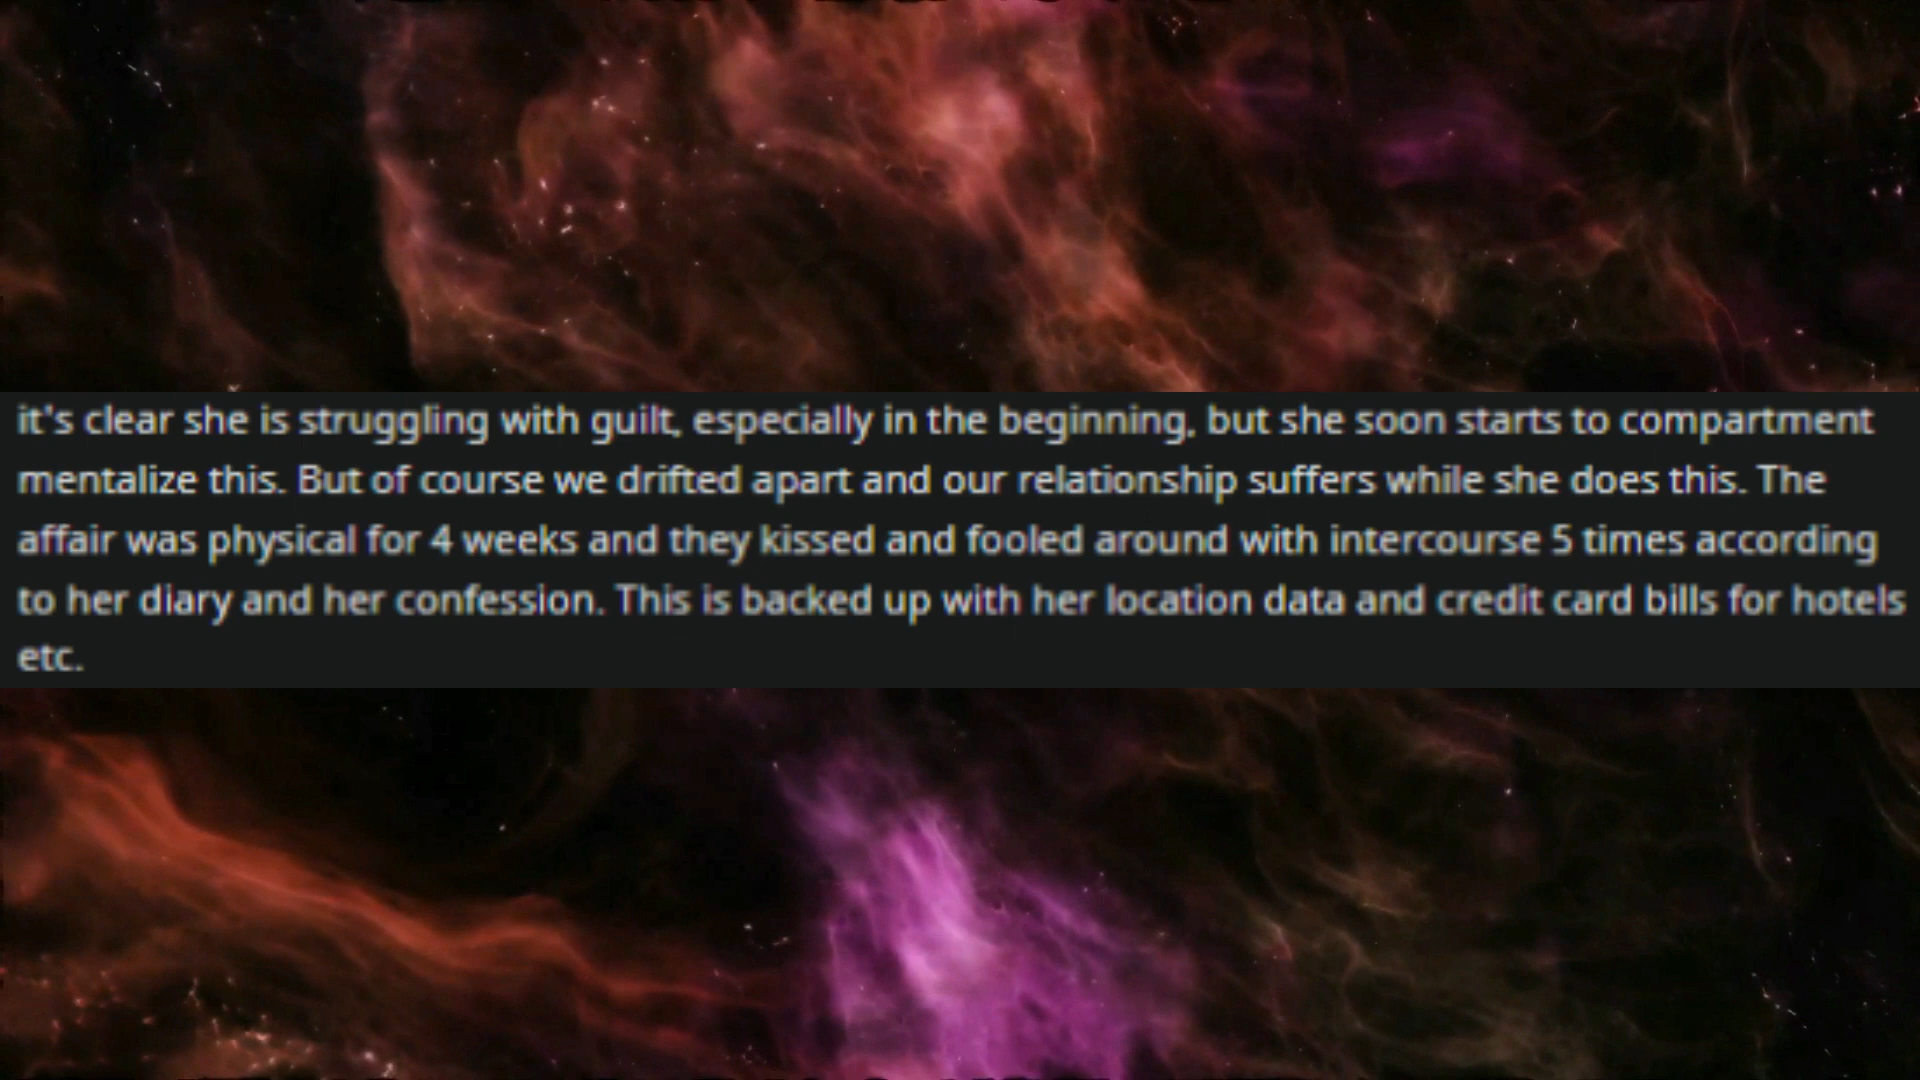 it's clear she is struggling with guilt, especially in the beginning, but she soon starts to compartment
mentalize this. But of course we drifted apart and our relationship suffers while she does this. The
affair was physical for 4 weeks and they kissed and fooled around with intercourse 5 times according
to her diary and her confession. This is backed up with her location data and credit card bills for hotels
etc.